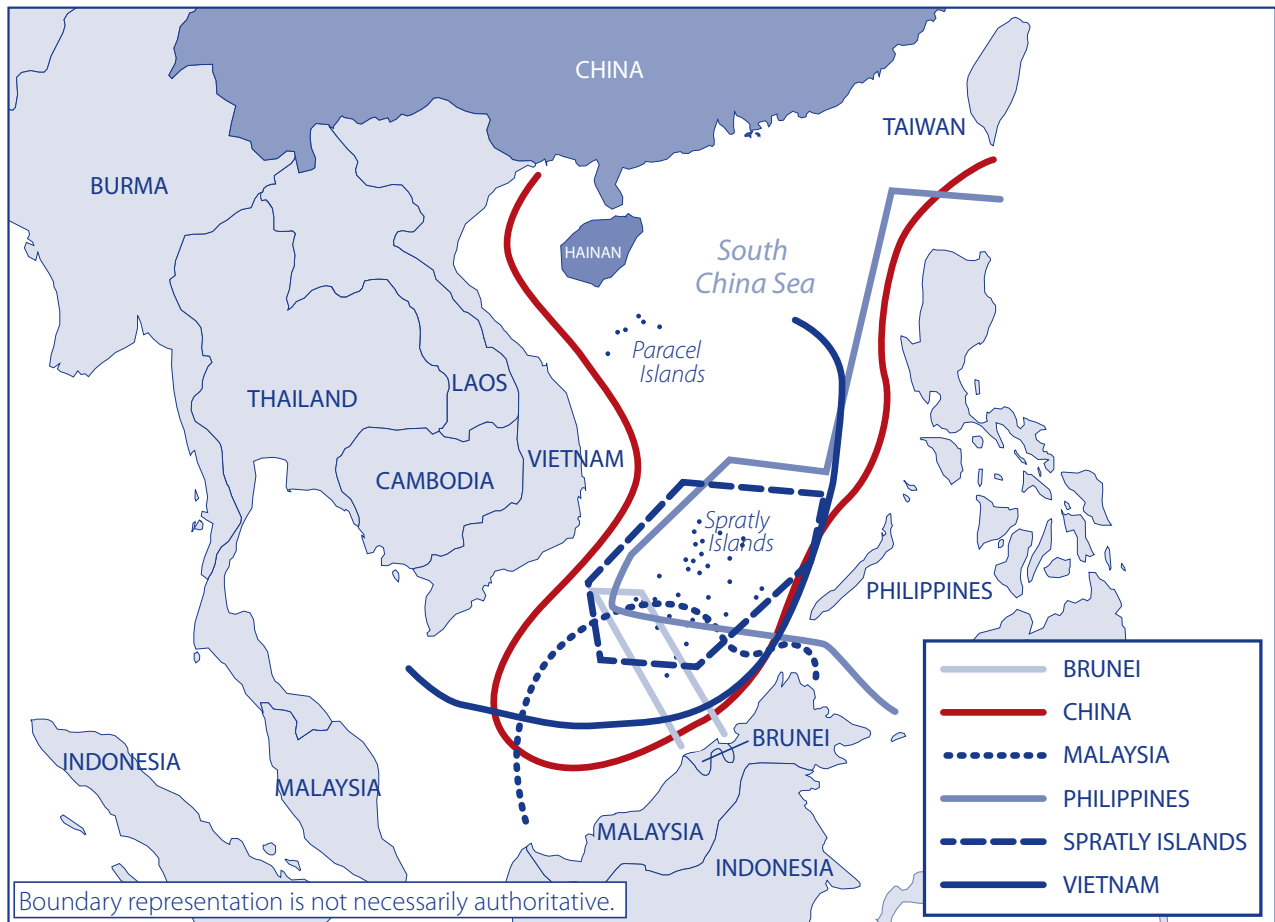 CHINA
TAIWAN
BURMA
HAINAN
South
China Sea
Paracel
Islands
LAOS
THAILAND
VIETNAM
CAMBODIA
Spratly
Islands
PHILIPPINES
BRUNEI
INDONESIA
MALAYSIA
MALAYSIA
INDONESIA
BRUNEI
CHINA
MALAYSIA
PHILIPPINES
SPRATLY ISLANDS
VIETNAM
Boundary representation is not necessarily authoritative.